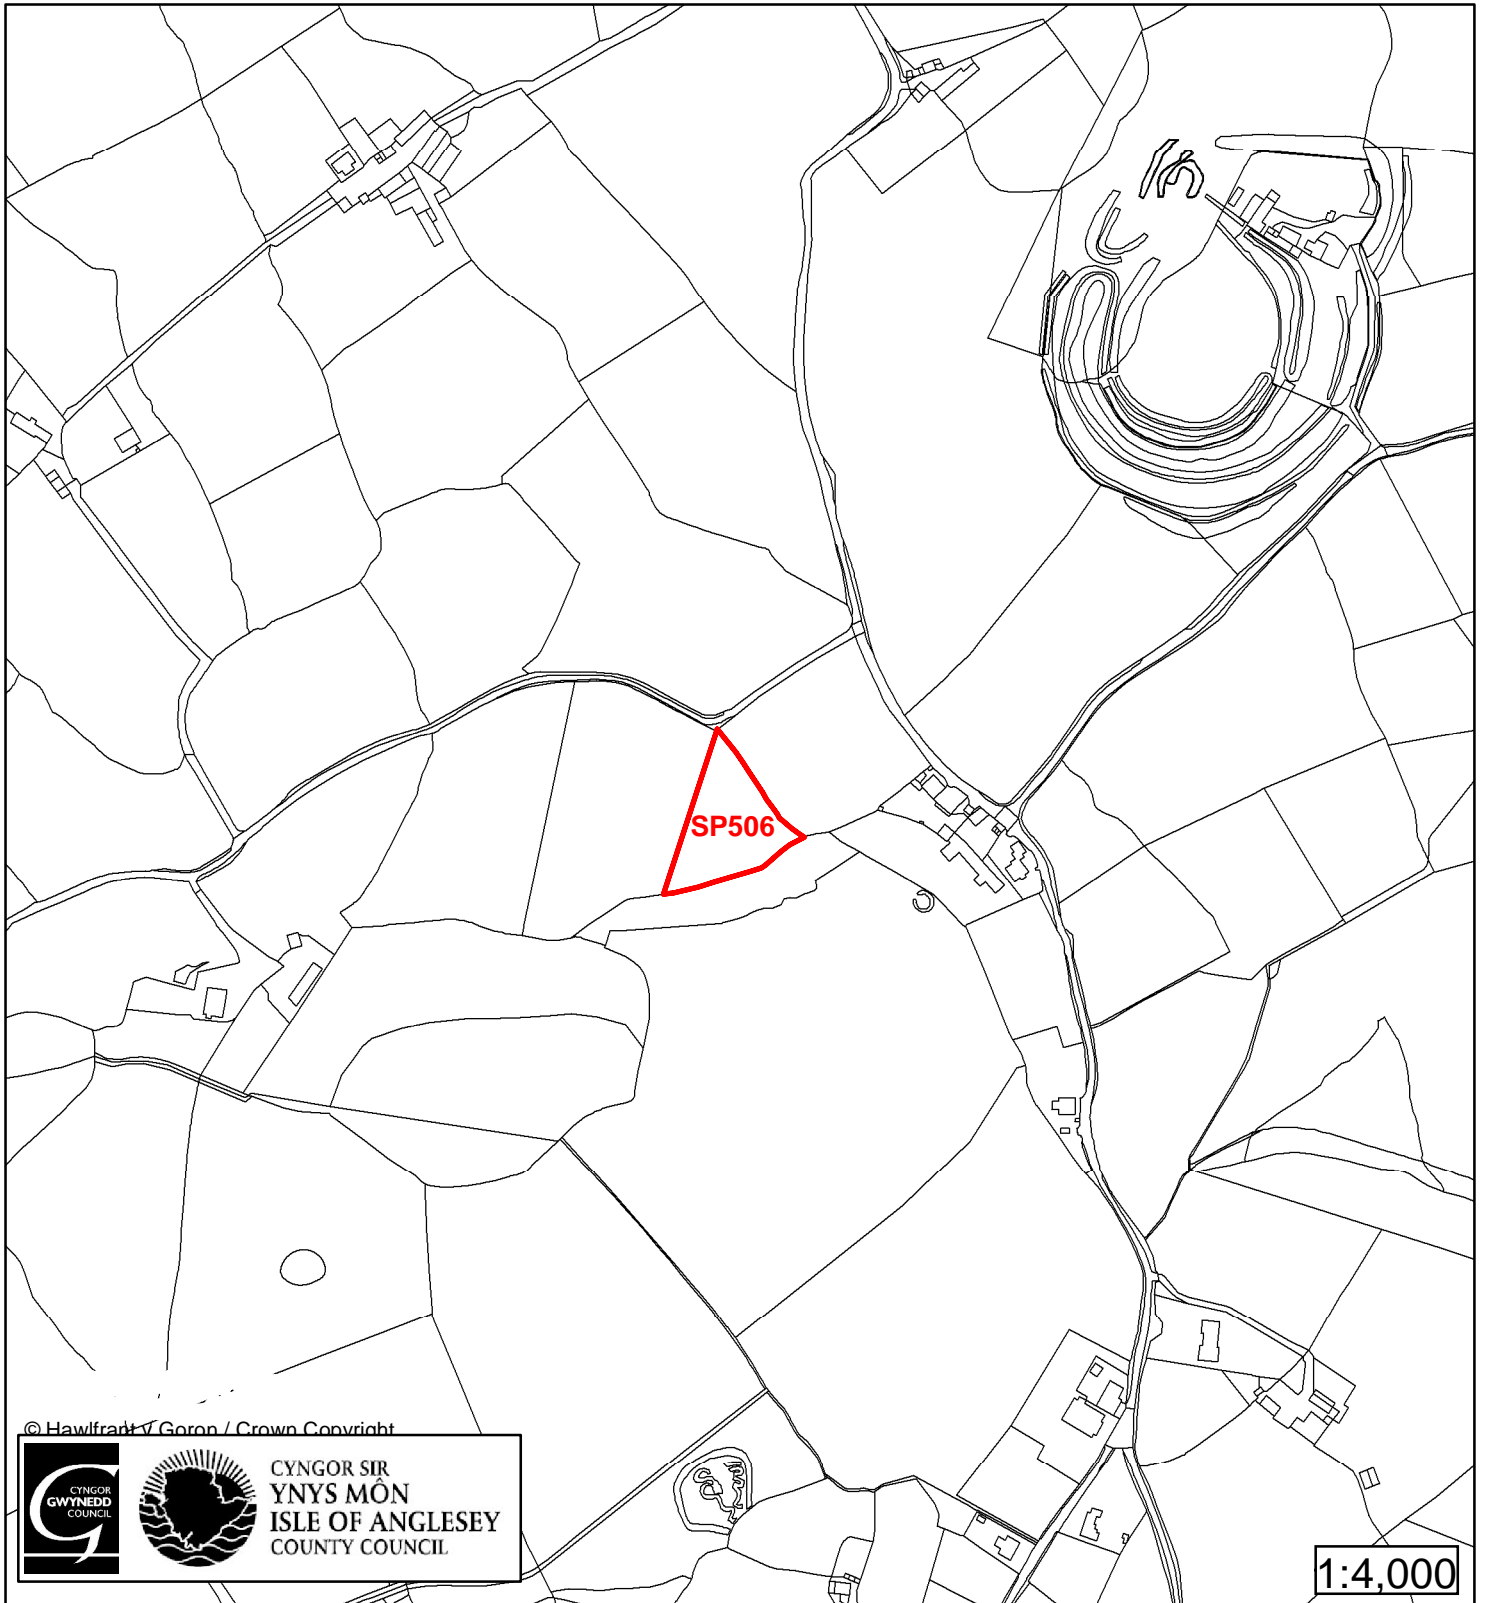 SP506
© Hawlfraint y Goron / Crown Copyright
CYNGOR
GWYNEDD
COUNCIL
CYNGOR SIR
YNYS MÔN
ISLE OF ANGLESEY
COUNTY COUNCIL
1:4,000